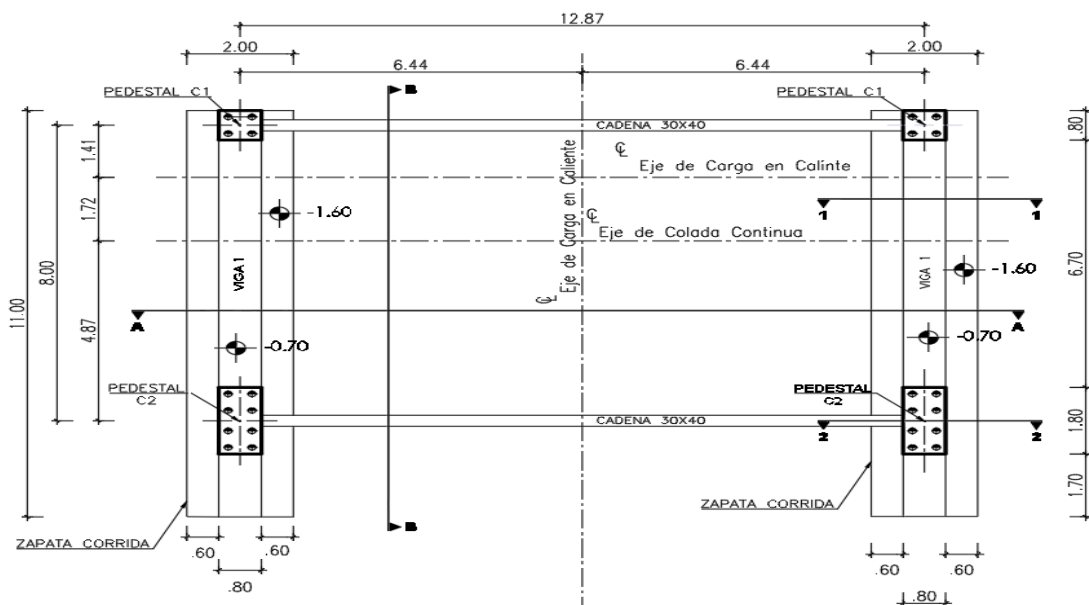 12.87
2.00
2.00
6.44
6.44
B
PEDESTAL C1
PEDESTAL C1
CADENA 30X40
.80
1.41
CL
Eje de Carga en Calinte
1.72
-1.60
CL
Eje de Colada Continua
1
1
Eje de Carga en Caliente
11.00
8.00
VIGA 1
VIGA 1
-1.60
6.70
CL
4.87
A
A
-0.70
-0.70
PEDESTAL
C2
PEDESTAL
C2
CADENA 30X40
2
2
1.80
ZAPATA CORRIDA
1.70
B
ZAPATA CORRIDA
.60
.60
.80
.60
.60
.80